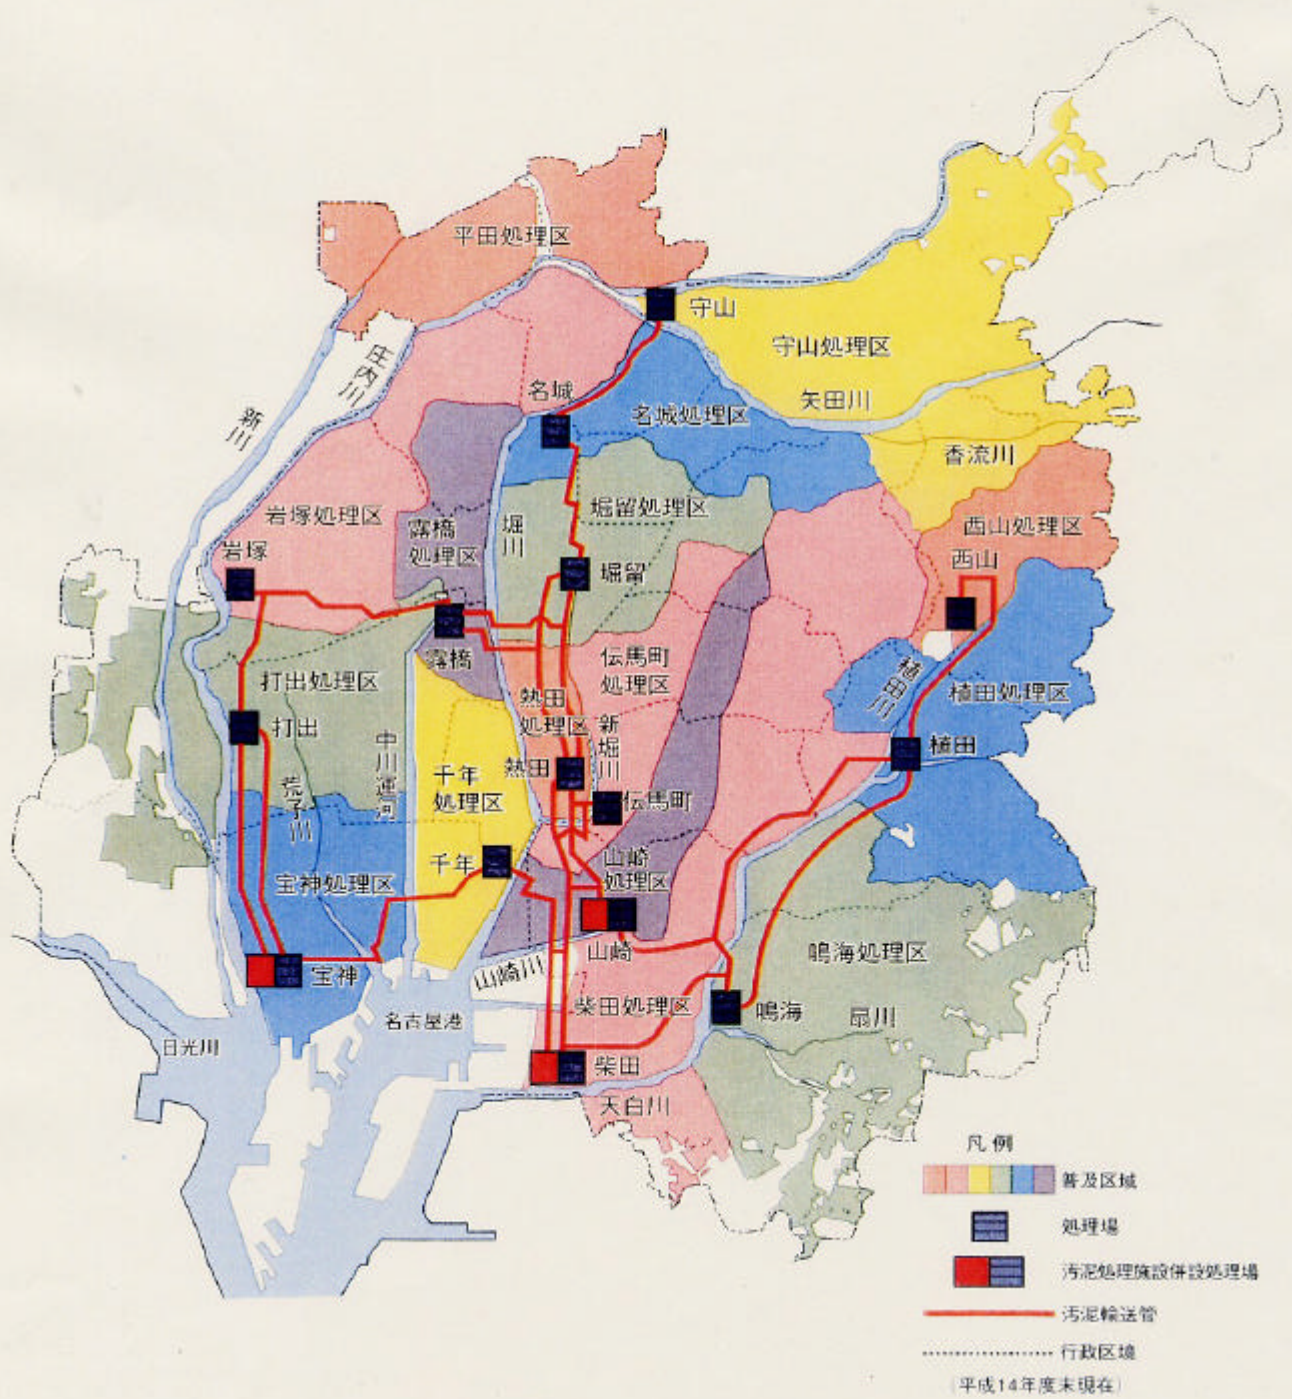 平田処理区
守山
守山処理区
庄内川
新川
名城
名城処理区
矢田川
香流川
岩塚処理区
岩塚
露橋
処理区
堀川
堀留処理区
西山処理区
西山
堀留
露橋
伝馬町
処理区
植田川
植田処理区
打出処理区
打出
熱田
処理区
新堀川
中川運河
荒子川
千年
処理区
熱田
伝馬町
植田
千年
山崎
処理区
宝神処理区
宝神
山崎川
山崎
鳴海処理区
柴田処理区
鳴海
扇川
名古屋港
日光川
柴田
天白川
凡例
普及区域
処理場
汚泥処理施設併設処理場
汚泥輸送管
行政区境
(平成14年度末現在)